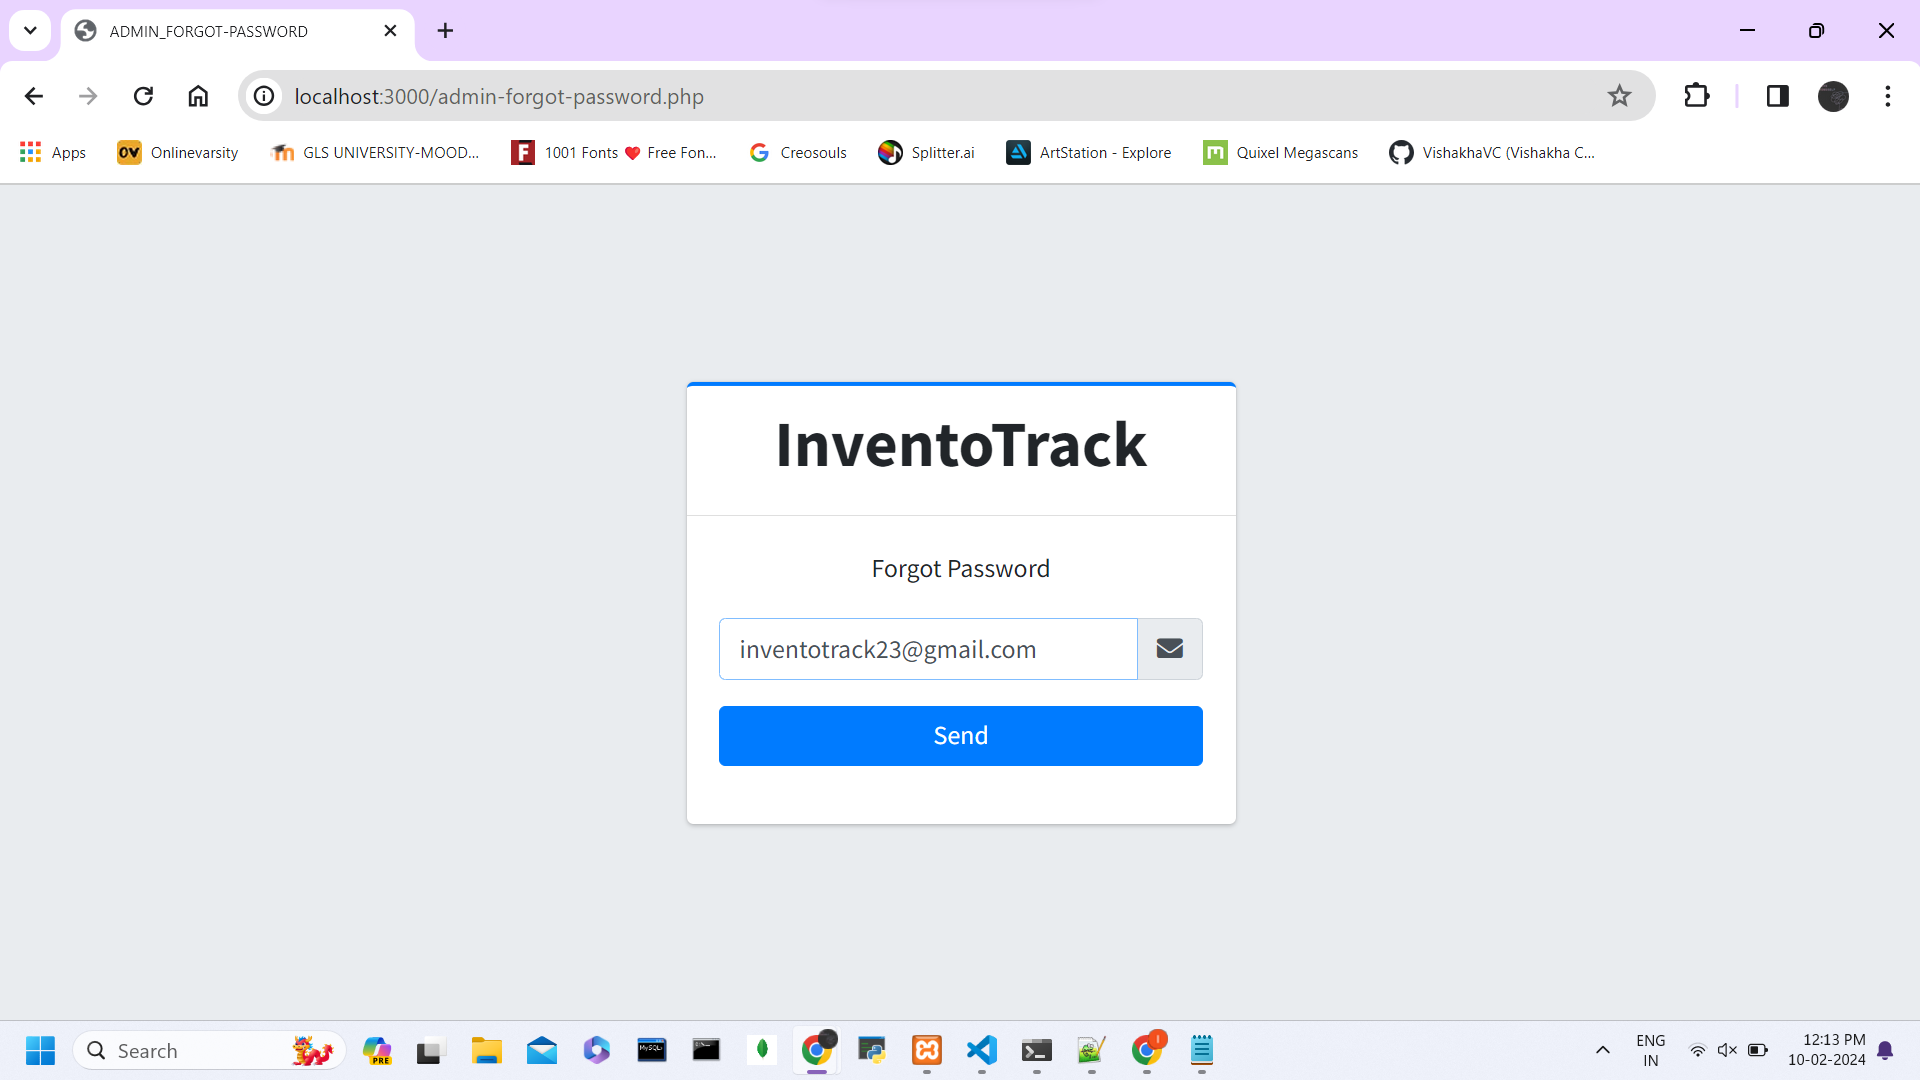 ADMIN_FORGOT-PASSWORD
localhost:3000/admin-forgot-password.php
Apps
Onlinevarsity
GLS UNIVERSITY-MOOD...
1001 Fonts ❤ Free Fon...
Creosouls
Splitter.ai
ArtStation - Explore
Quixel Megascans
VishakhaVC (Vishakha C...
InventoTrack
Forgot Password
inventotrack23@gmail.com
Send
Search
PRE
MySQL
ENG
IN
12:13 PM
10-02-2024